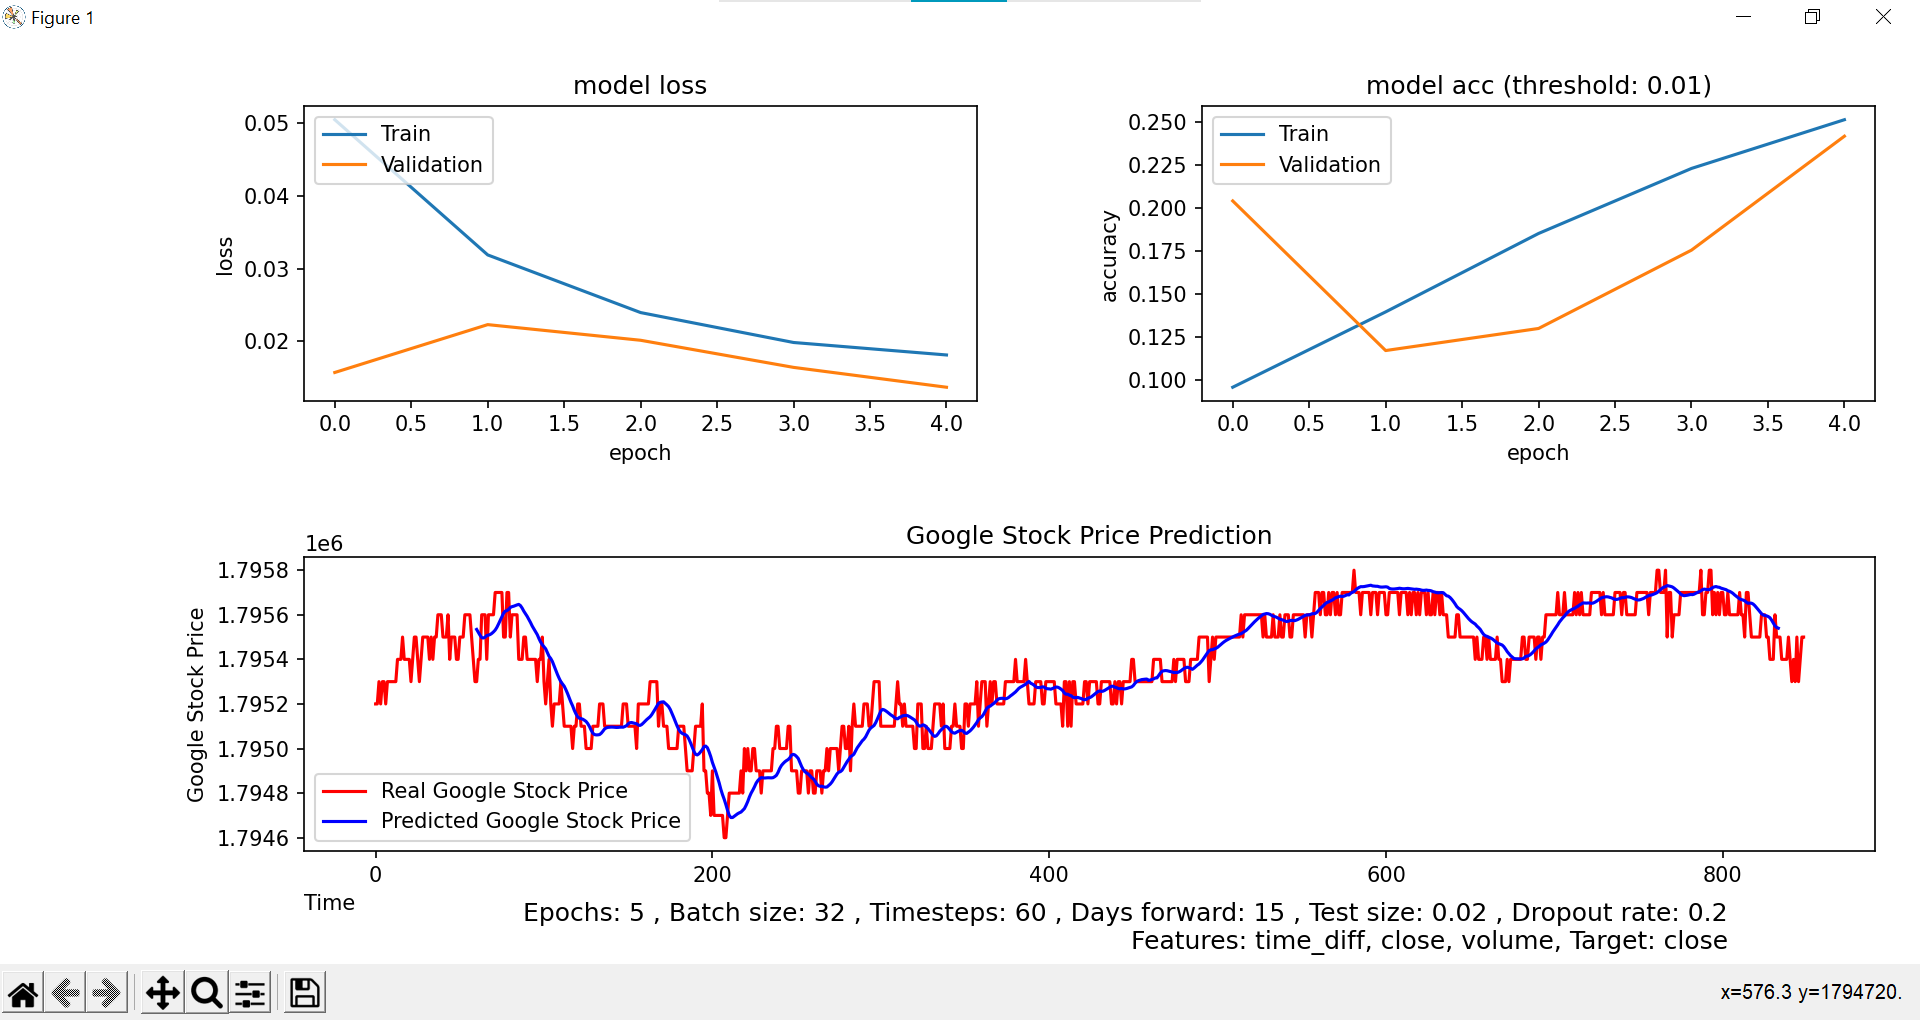 Figure 1
model loss
Train
Validation
0.05
0.04
0.03
0.02
loss
0.0 0.5 1.0 1.5 2.0 2.5 3.0 3.5 4.0
epoch
model acc (threshold: 0.01)
Train
Validation
0.250
0.225
0.200
0.175
0.150
0.125
0.100
accuracy
0.0 0.5 1.0 1.5 2.0 2.5 3.0 3.5 4.0
epoch
Google Stock Price Prediction
1e6
1.7958
1.7956
1.7954
1.7952
1.7950
1.7948
1.7946
Google Stock Price
Real Google Stock Price
Predicted Google Stock Price
0 200 400 600 800
Time
Epochs: 5 , Batch size: 32 , Timesteps: 60 , Days forward: 15 , Test size: 0.02 , Dropout rate: 0.2
Features: time_diff, close, volume, Target: close
x=576.3 y=1794720.